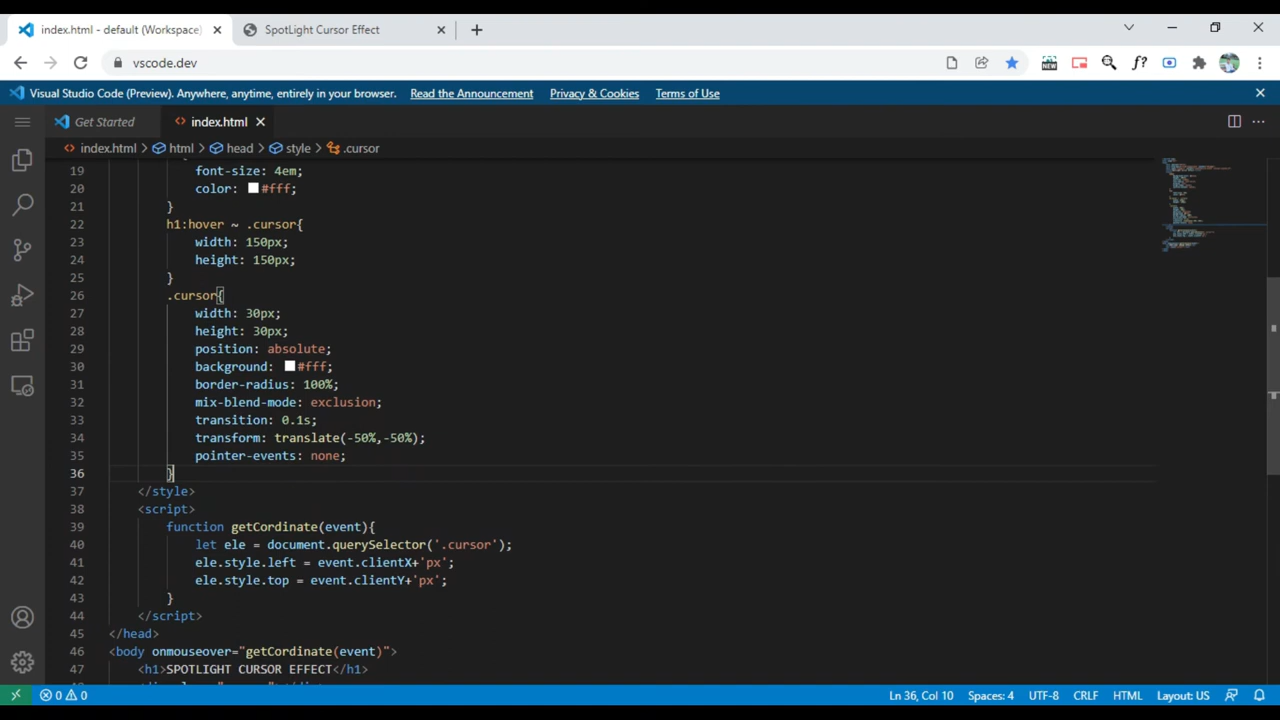 index.html - default (Workspace)
SpotLight Cursor Effect
vscode.dev
NEW
f?
Visual Studio Code (Preview). Anywhere, anytime, entirely in your browser. Read the Announcement Privacy & Cookies Terms of Use
Get Started
index.html
index.html > html > head > style > .cursor
19 font-size: 4em;
20 color: #fff;
21 }
22 h1:hover ~ .cursor{
23 width: 150px;
24 height: 150px;
25 }
26 .cursor{
27 width: 30px;
28 height: 30px;
29 position: absolute;
30 background: #fff;
31 border-radius: 100%;
32 mix-blend-mode: exclusion;
33 transition: 0.1s;
34 transform: translate(-50%,-50%);
35 pointer-events: none;
36 }
37 </style>
38 <script>
39 function getCordinate(event){
40 let ele = document.querySelector('.cursor');
41 ele.style.left = event.clientX+'px';
42 ele.style.top = event.clientY+'px';
43 }
44 </script>
45 </head>
46 <body onmouseover="getCordinate(event)">
47 <h1>SPOTLIGHT CURSOR EFFECT</h1>
0 0 Ln 36, Col 10 Spaces: 4 UTF-8 CRLF HTML Layout: US